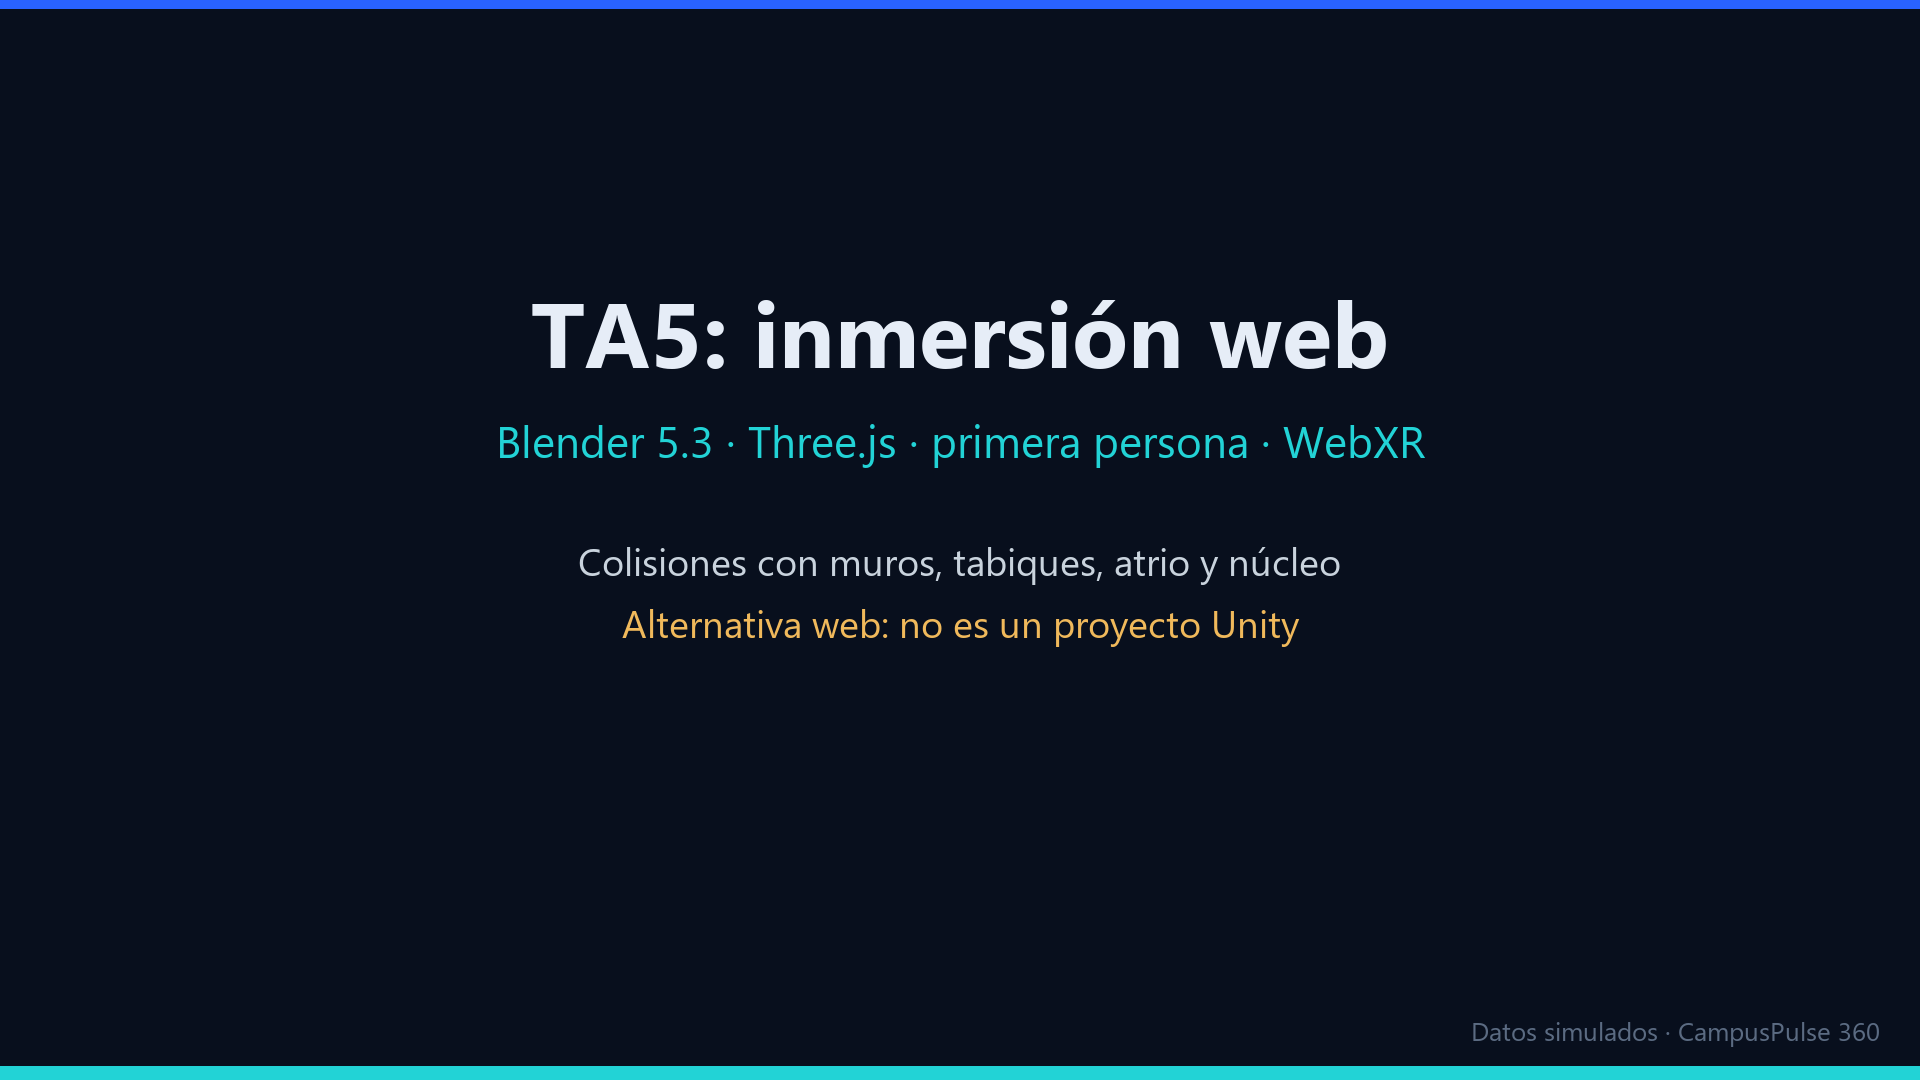 TA5: inmersión web
Blender 5.3 · Three.js · primera persona · WebXR
Colisiones con muros, tabiques, atrio y núcleo
Alternativa web: no es un proyecto Unity
Datos simulados · CampusPulse 360